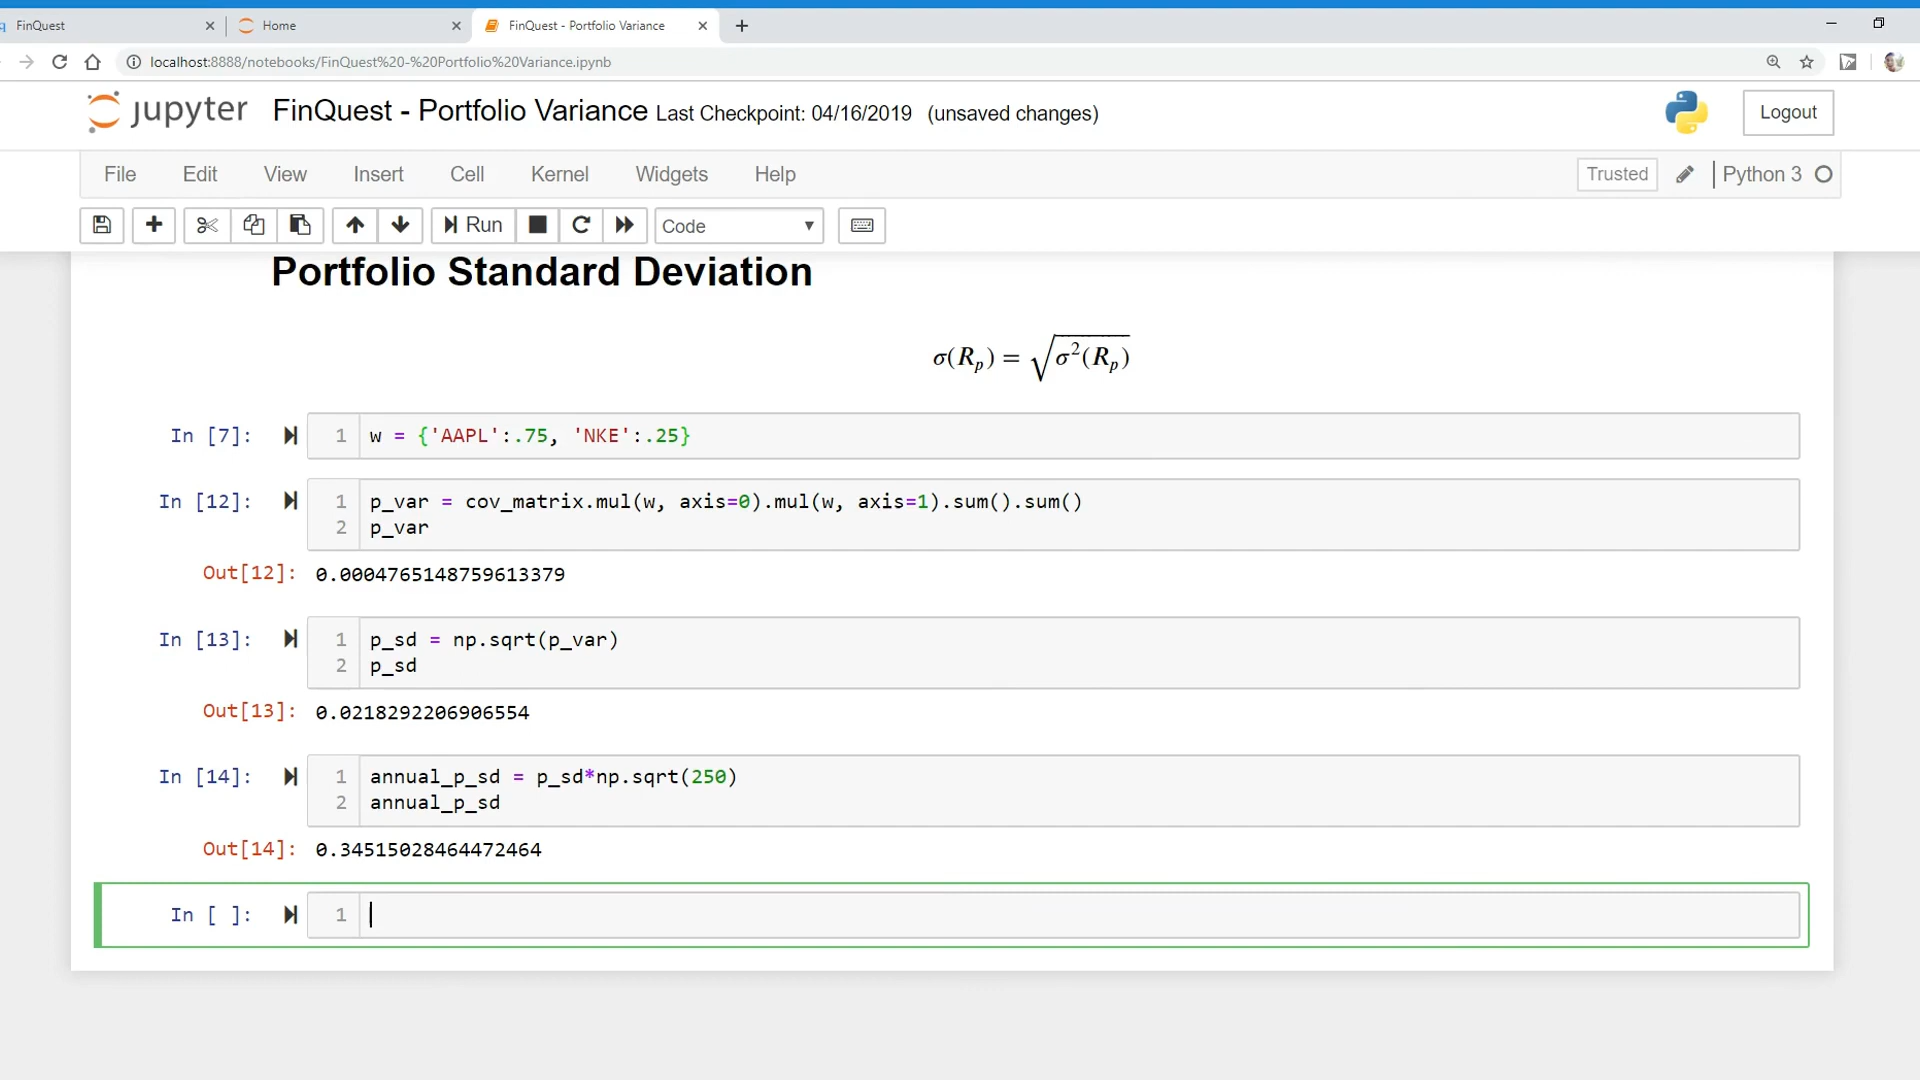 FinQuest
Home
FinQuest - Portfolio Variance
localhost:8888/notebooks/FinQuest%20-%20Portfolio%20Variance.ipynb
jupyter FinQuest - Portfolio Variance Last Checkpoint: 04/16/2019 (unsaved changes)
Logout
File Edit View Insert Cell Kernel Widgets Help
Trusted Python 3
Run Code
Portfolio Standard Deviation
σ(Rₚ) = √σ²(Rₚ)
In [7]: 1 w = {'AAPL':.75, 'NKE':.25}
In [12]: 1 p_var = cov_matrix.mul(w, axis=0).mul(w, axis=1).sum().sum()
2 p_var
Out[12]: 0.0004765148759613379
In [13]: 1 p_sd = np.sqrt(p_var)
2 p_sd
Out[13]: 0.0218292206906554
In [14]: 1 annual_p_sd = p_sd*np.sqrt(250)
2 annual_p_sd
Out[14]: 0.34515028464472464
In [ ]: 1